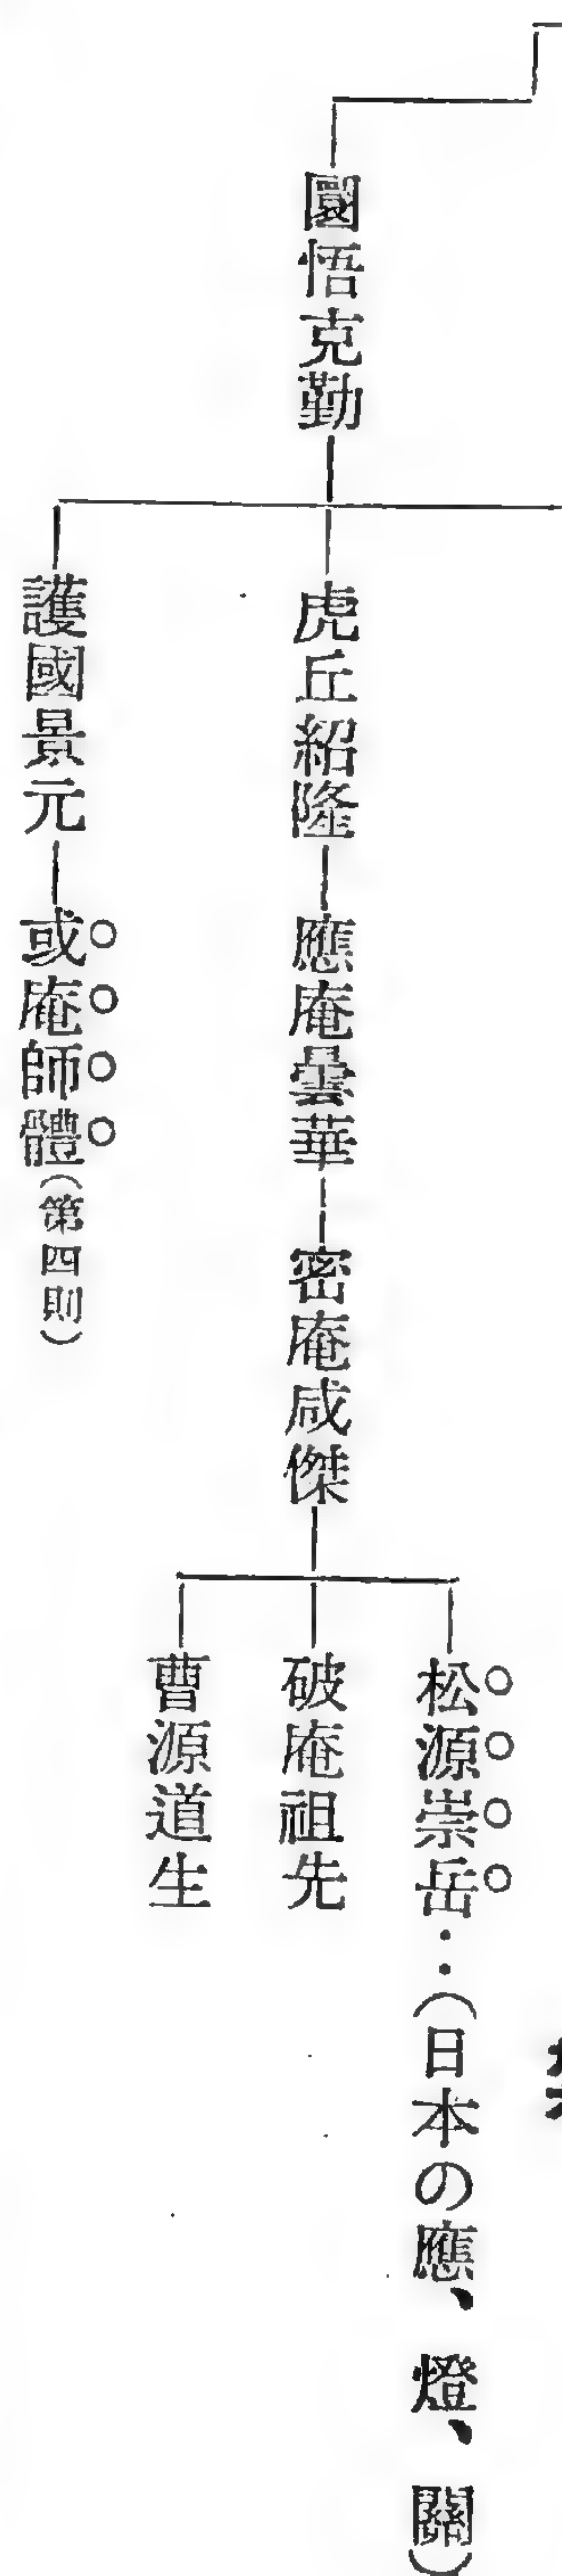 圜悟克勤
虎丘紹隆―應庵曇華―密庵咸傑
松源崇岳‥(日本の應、燈、關)
破庵祖先
曹源道生
護國景元―或庵師體(第四則)